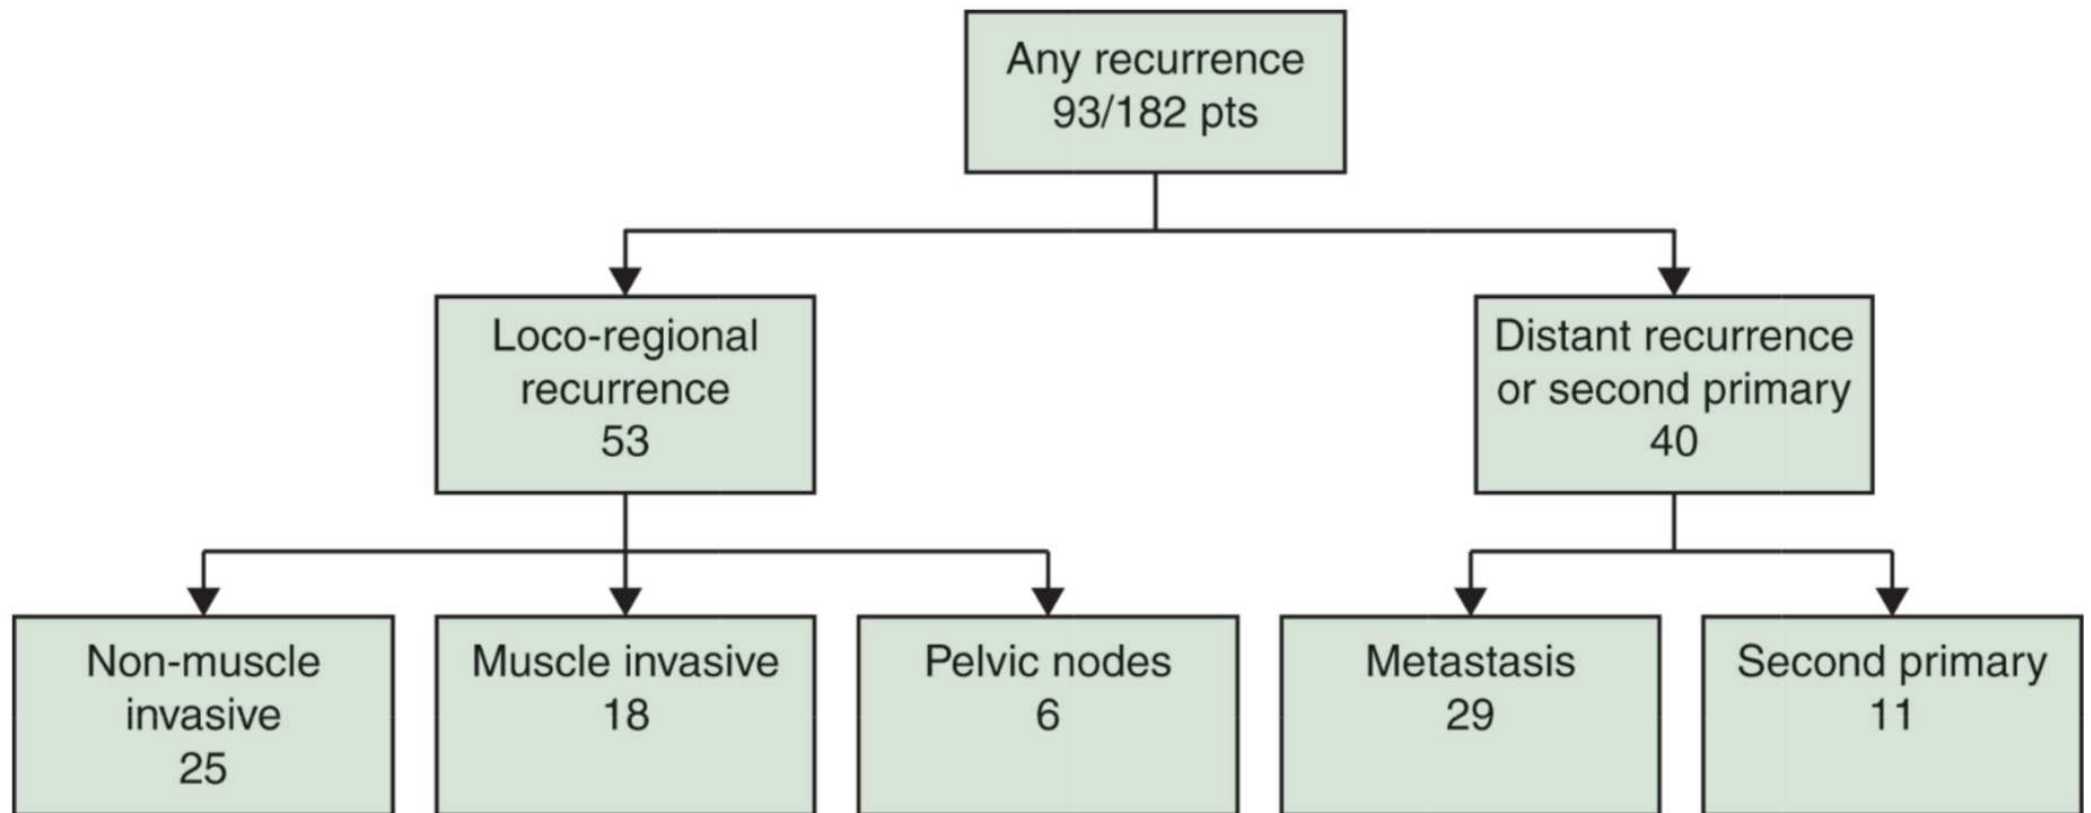 Any recurrence
93/182 pts
Loco-regional
recurrence
53
Distant recurrence
or second primary
40
Non-muscle
invasive
25
Muscle invasive
18
Pelvic nodes
6
Metastasis
29
Second primary
11